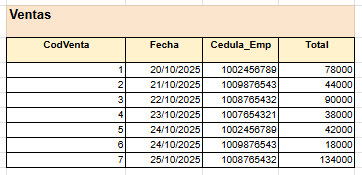 Ventas
CodVenta Fecha Cedula_Emp Total
1 20/10/2025 1002456789 78000
2 21/10/2025 1009876543 44000
3 22/10/2025 1008765432 90000
4 23/10/2025 1007654321 38000
5 24/10/2025 1002456789 42000
6 24/10/2025 1009876543 18000
7 25/10/2025 1008765432 134000